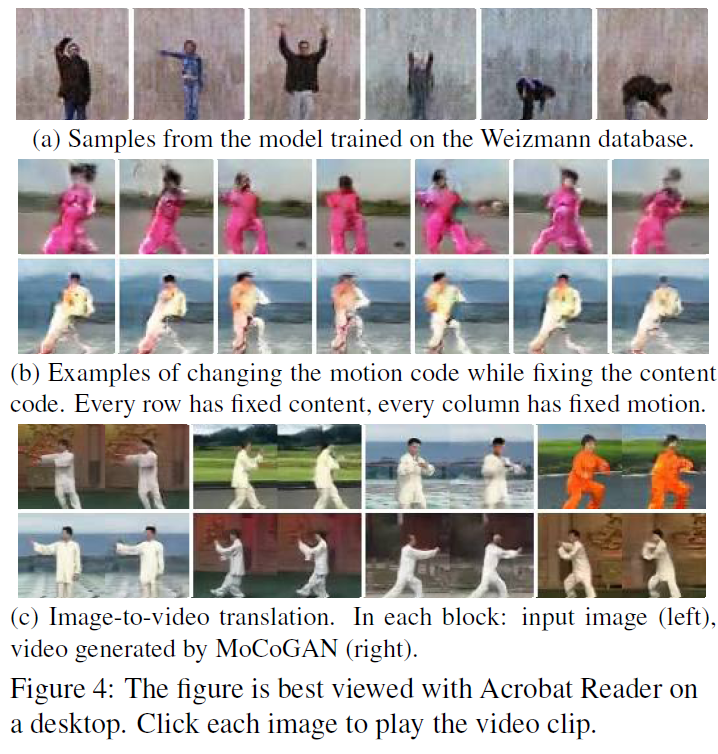 (a) Samples from the model trained on the Weizmann database.
(b) Examples of changing the motion code while fixing the content
code. Every row has fixed content, every column has fixed motion.
(c) Image-to-video translation. In each block: input image (left),
video generated by MoCoGAN (right).
Figure 4: The figure is best viewed with Acrobat Reader on
a desktop. Click each image to play the video clip.